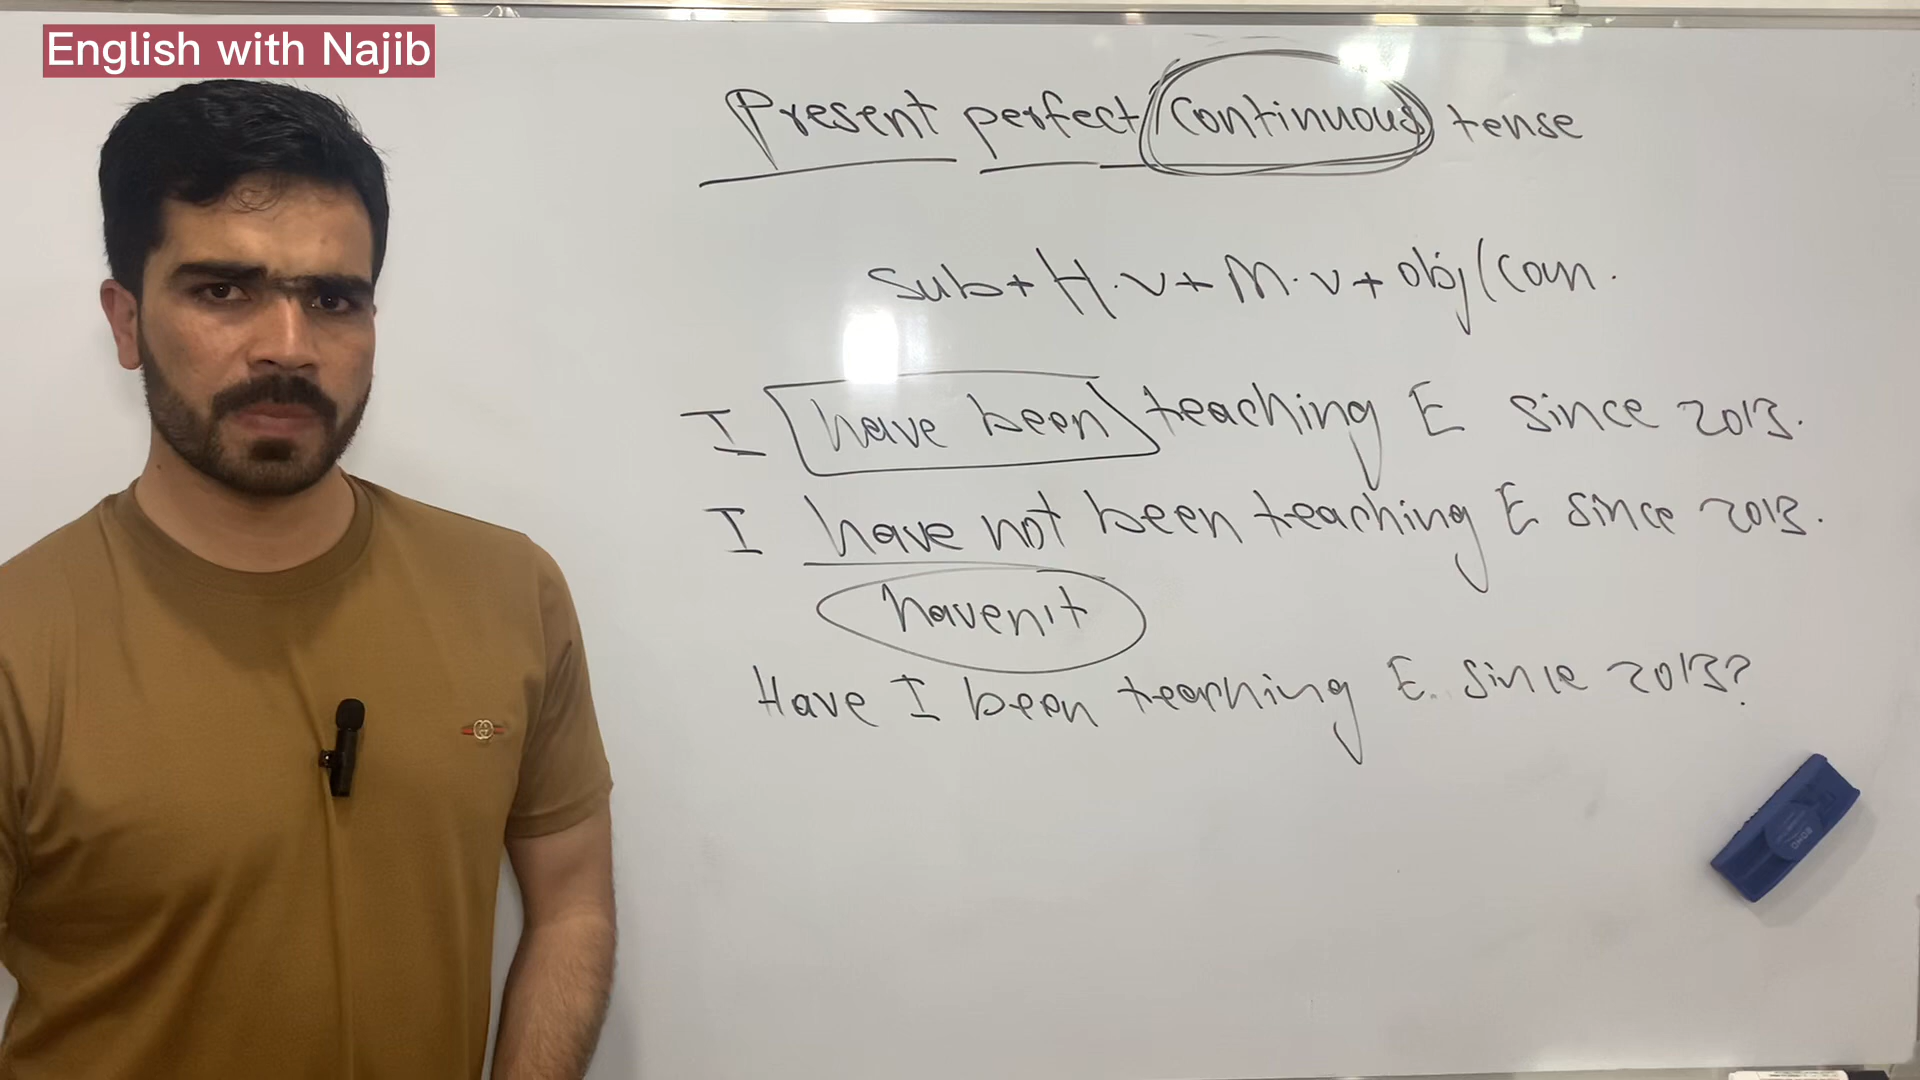 English with Najib
Present perfect continuous tense
Sub + H.v + M.v + obj/com.
I have been teaching E since 2013.
I have not been teaching E since 2013.
haven't
Have I been teaching E. since 2013?